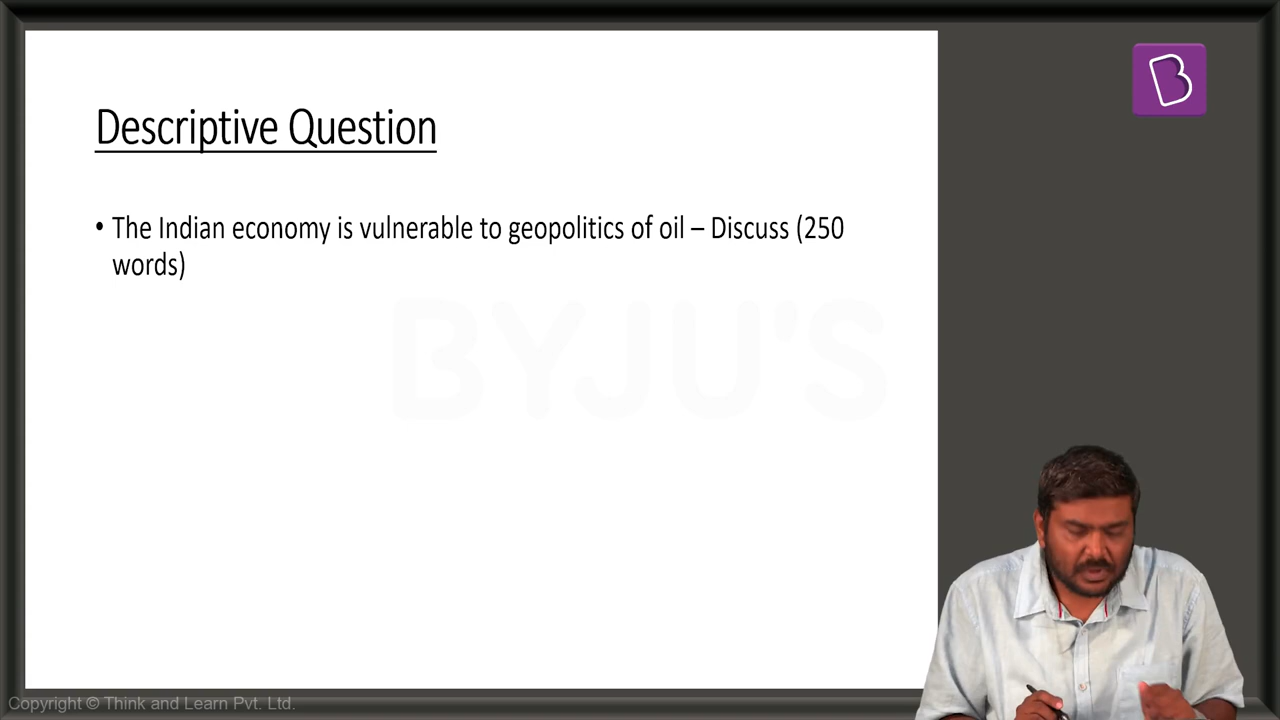 Descriptive Question
• The Indian economy is vulnerable to geopolitics of oil – Discuss (250
words)
BYJU'S
B
Copyright © Think and Learn Pvt. Ltd.